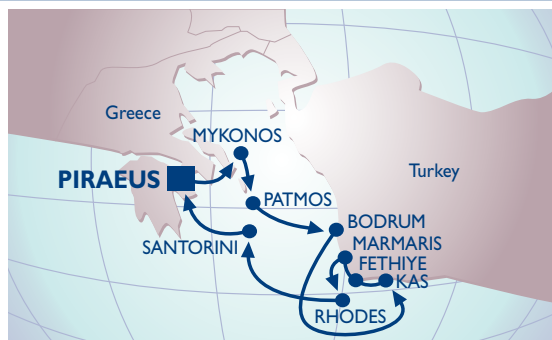 Greece
MYKONOS
PIRAEUS
Turkey
PATMOS
BODRUM
SANTORINI
MARMARIS
FETHIYE
KAS
RHODES